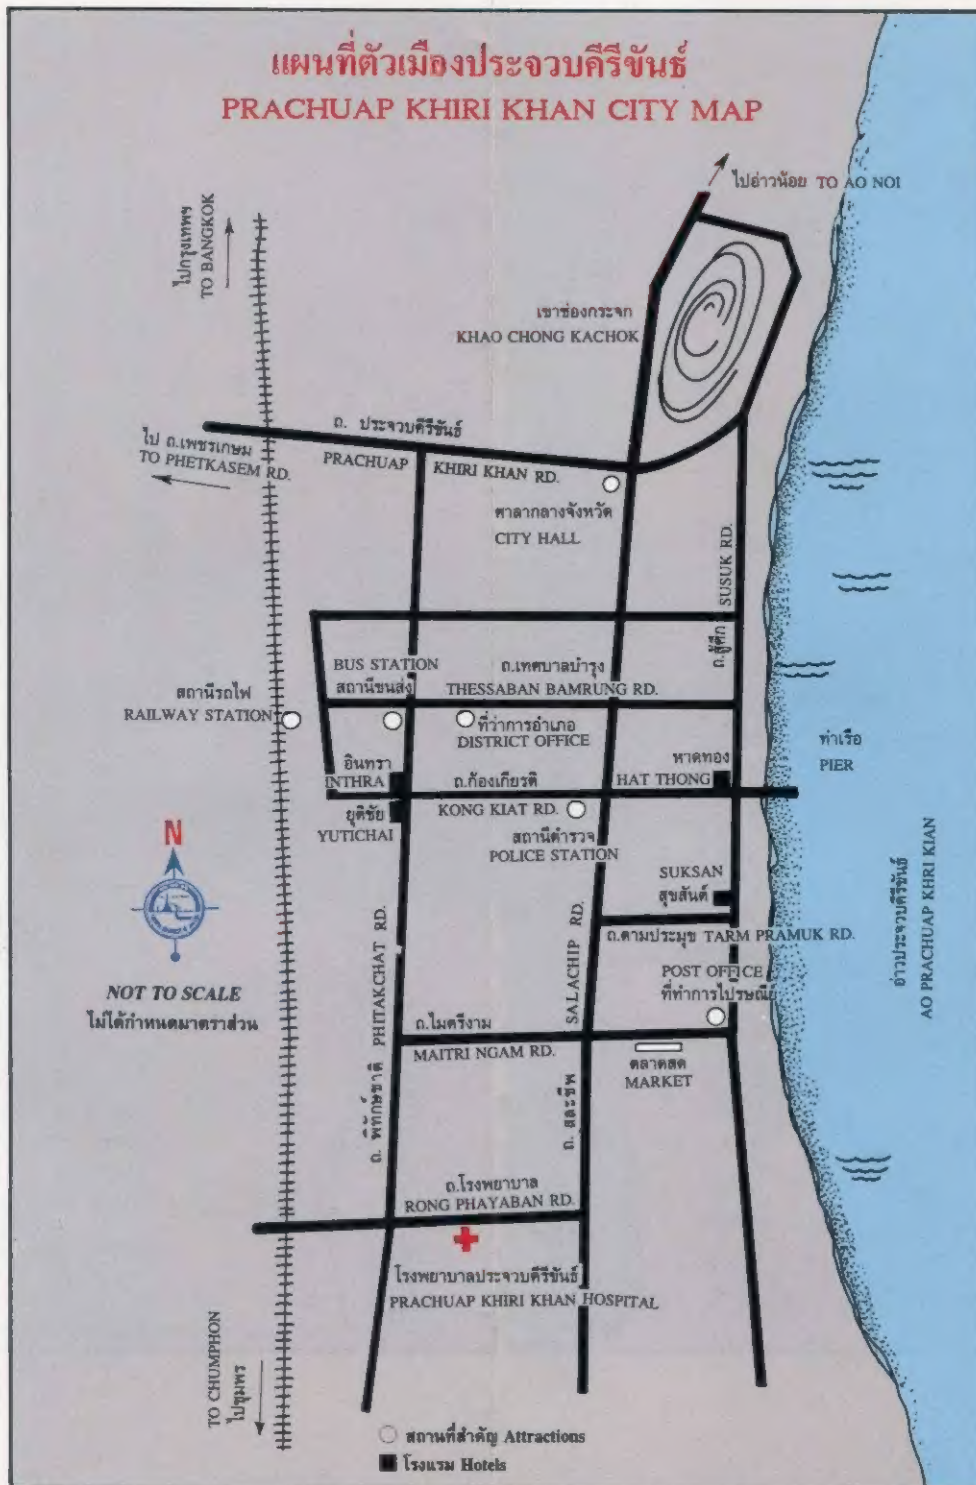 แผนที่ตัวเมืองประจวบคีรีขันธ์
PRACHUAP KHIRI KHAN CITY MAP
ไปอ่าวน้อย TO AO NOI
ไปกรุงเทพฯ
TO BANGKOK
เขาช่องกระจก
KHAO CHONG KACHOK
ถ. ประจวบคีรีขันธ์
PRACHUAP KHIRI KHAN RD.
ไป ถ.เพชรเกษม
TO PHETKASEM RD.
ศาลากลางจังหวัด
CITY HALL
ถ.สู้ศึก SUSUK RD.
BUS STATION
สถานีขนส่ง
ถ.เทศบาลบำรุง
THESSABAN BAMRUNG RD.
สถานีรถไฟ
RAILWAY STATION
ที่ว่าการอำเภอ
DISTRICT OFFICE
ท่าเรือ
PIER
อินทรา
INTHRA
หาดทอง
HAT THONG
ถ.ก้องเกียรติ
KONG KIAT RD.
ยุติชัย
YUTICHAI
สถานีตำรวจ
POLICE STATION
N
SUKSAN
สุขสันต์
ถ.ตามประมุข TARM PRAMUK RD.
อ่าวประจวบคีรีขันธ์
AO PRACHUAP KHRI KIAN
POST OFFICE
ที่ทำการไปรษณีย์
NOT TO SCALE
ไม่ได้กำหนดมาตราส่วน
ถ. พิทักษ์ชาติ PHITAKCHAT RD.
ถ. สละชีพ SALACHIP RD.
ถ.ไมตรีงาม
MAITRI NGAM RD.
ตลาดสด
MARKET
ถ.โรงพยาบาล
RONG PHAYABAN RD.
โรงพยาบาลประจวบคีรีขันธ์
PRACHUAP KHIRI KHAN HOSPITAL
TO CHUMPHON
ไปชุมพร
สถานที่สำคัญ Attractions
โรงแรม Hotels